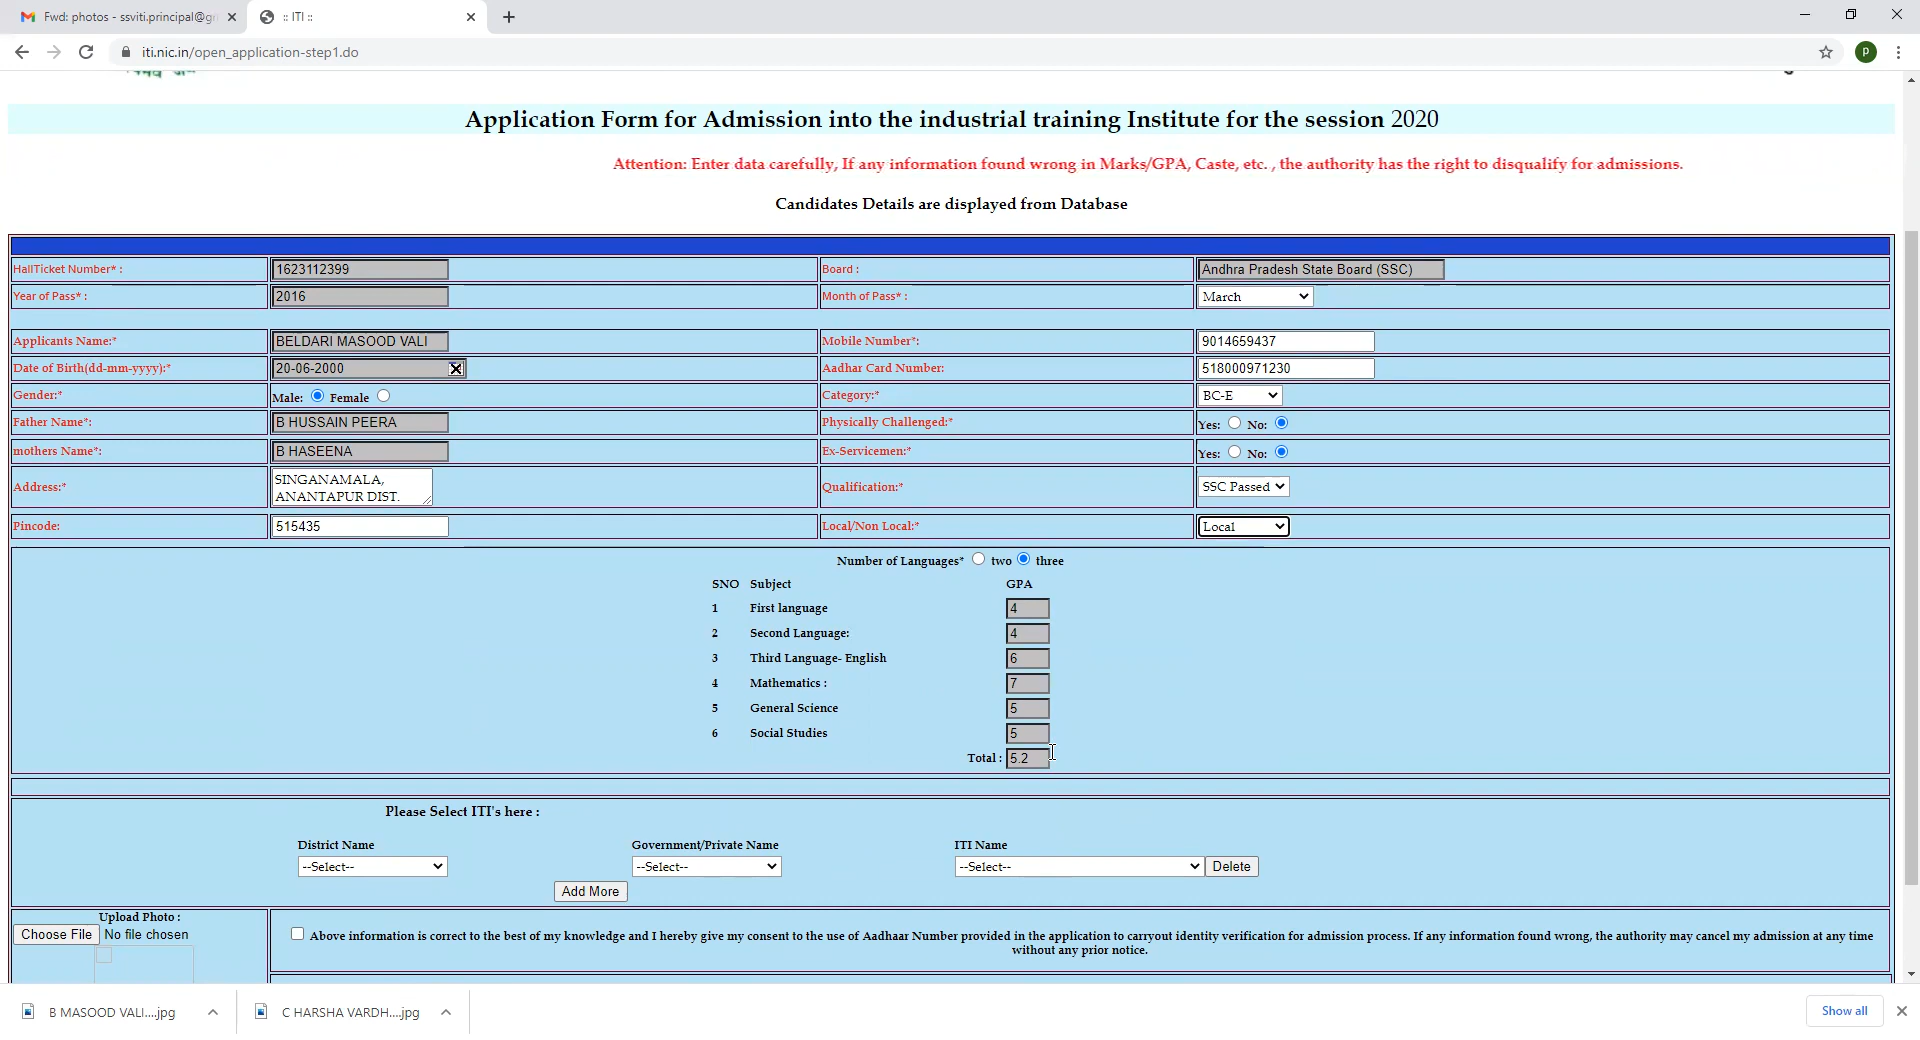 Fwd: photos - ssviti.principal@gr
:: ITI ::
iti.nic.in/open_application-step1.do
P
Application Form for Admission into the industrial training Institute for the session 2020
Attention: Enter data carefully, If any information found wrong in Marks/GPA, Caste, etc. , the authority has the right to disqualify for admissions.
Candidates Details are displayed from Database
HallTicket Number* : 1623112399 Board : Andhra Pradesh State Board (SSC)
Year of Pass* : 2016 Month of Pass* : March
Applicants Name:* BELDARI MASOOD VALI Mobile Number*: 9014659437
Date of Birth(dd-mm-yyyy):* 20-06-2000 Aadhar Card Number: 518000971230
Gender:* Male: Female Category:* BC-E
Father Name*: B HUSSAIN PEERA Physically Challenged:* Yes: No:
mothers Name*: B HASEENA Ex-Servicemen:* Yes: No:
Address:* SINGANAMALA, Qualification:* SSC Passed
ANANTAPUR DIST.
Pincode: 515435 Local/Non Local:* Local
Number of Languages* two three
SNO Subject GPA
1 First language 4
2 Second Language: 4
3 Third Language- English 6
4 Mathematics : 7
5 General Science 5
6 Social Studies 5
Total : 5.2
Please Select ITI's here :
District Name Government/Private Name ITI Name
--Select-- --Select-- --Select-- Delete
Add More
Upload Photo :
Choose File No file chosen
Above information is correct to the best of my knowledge and I hereby give my consent to the use of Aadhaar Number provided in the application to carryout identity verification for admission process. If any information found wrong, the authority may cancel my admission at any time
without any prior notice.
B MASOOD VALI....jpg
C HARSHA VARDH....jpg
Show all